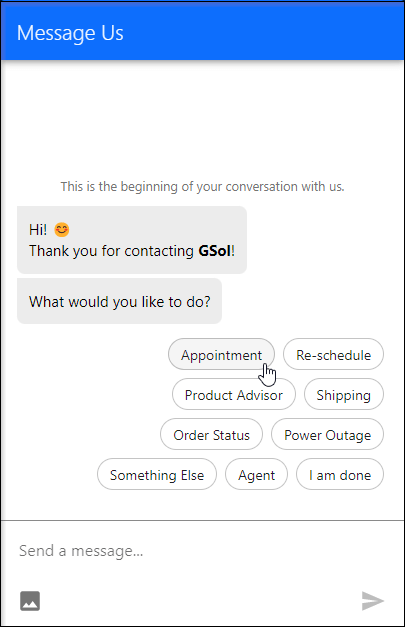 Message Us
This is the beginning of your conversation with us.
Hi! 😊
Thank you for contacting GSol!
What would you like to do?
Appointment
Re-schedule
Product Advisor
Shipping
Order Status
Power Outage
Something Else
Agent
I am done
Send a message...